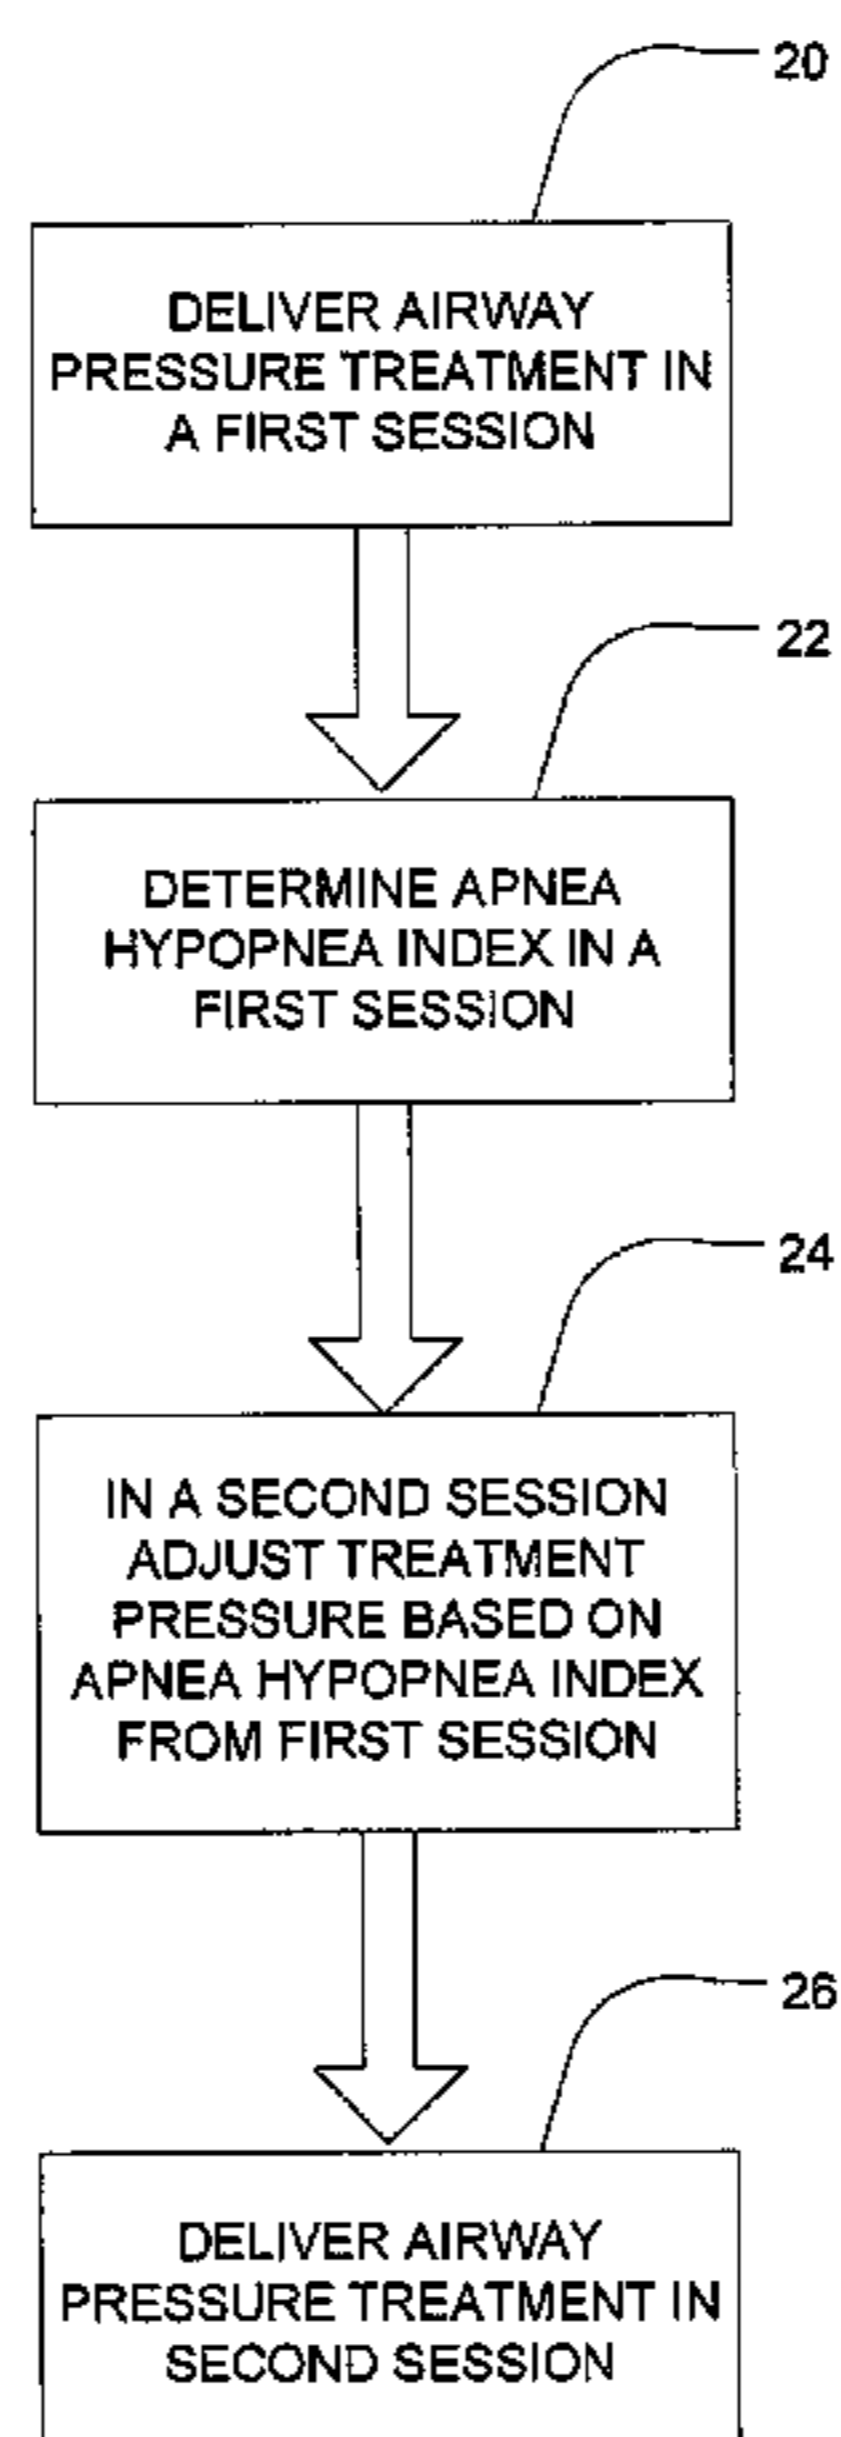 20
DELIVER AIRWAY
PRESSURE TREATMENT IN
A FIRST SESSION
22
DETERMINE APNEA
HYPOPNEA INDEX IN A
FIRST SESSION
24
IN A SECOND SESSION
ADJUST TREATMENT
PRESSURE BASED ON
APNEA HYPOPNEA INDEX
FROM FIRST SESSION
26
DELIVER AIRWAY
PRESSURE TREATMENT IN
SECOND SESSION